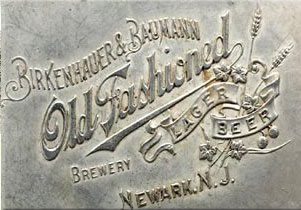 BIRKENHAUER & BAUMANN
Old Fashioned
LAGER
BEER
BREWERY
NEWARK, N. J.